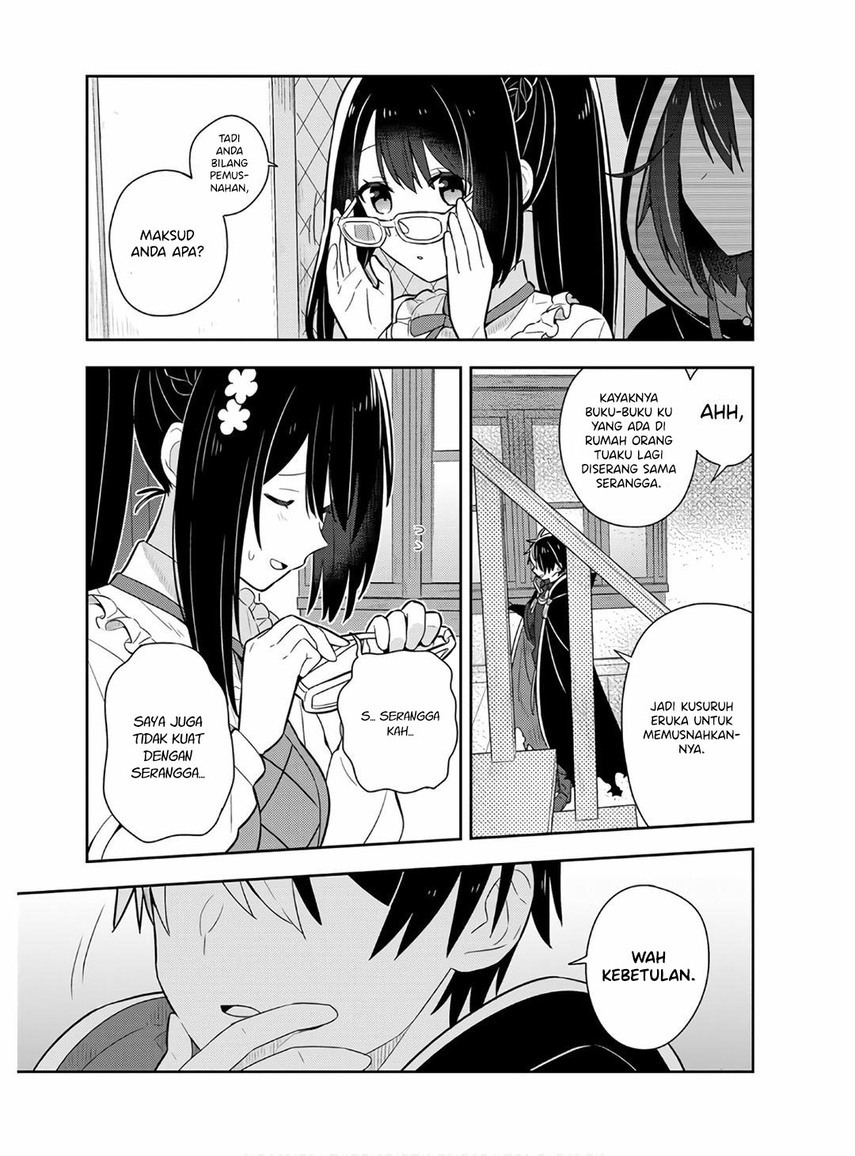 TADI
ANDA
BILANG
PEMUS-
NAHAN,
MAKSUD
ANDA APA?
AHH,
KAYAKNYA
BUKU-BUKU KU
YANG ADA DI
RUMAH ORANG
TUAKU LAGI
DISERANG SAMA
SERANGGA.
JADI KUSURUH
ERUKA UNTUK
MEMUSNAHKAN-
NYA.
S... SERANGGA
KAH...
SAYA JUGA
TIDAK KUAT
DENGAN
SERANGGA...
WAH
KEBETULAN.